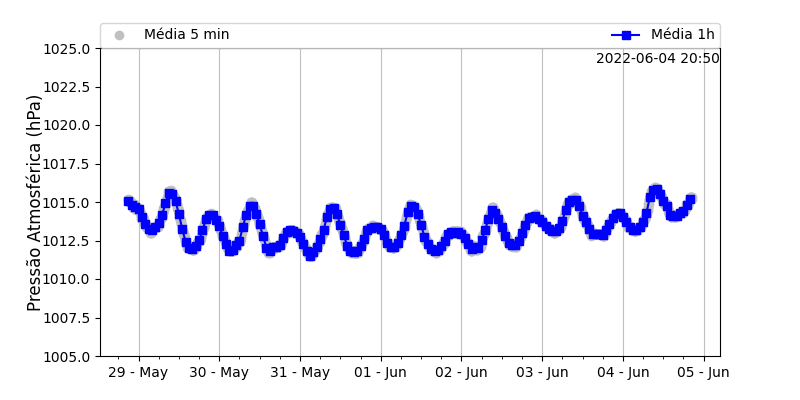 Média 5 min
Média 1h
2022-06-04 20:50
Pressão Atmosférica (hPa)
1025.0
1022.5
1020.0
1017.5
1015.0
1012.5
1010.0
1007.5
1005.0
29 - May
30 - May
31 - May
01 - Jun
02 - Jun
03 - Jun
04 - Jun
05 - Jun